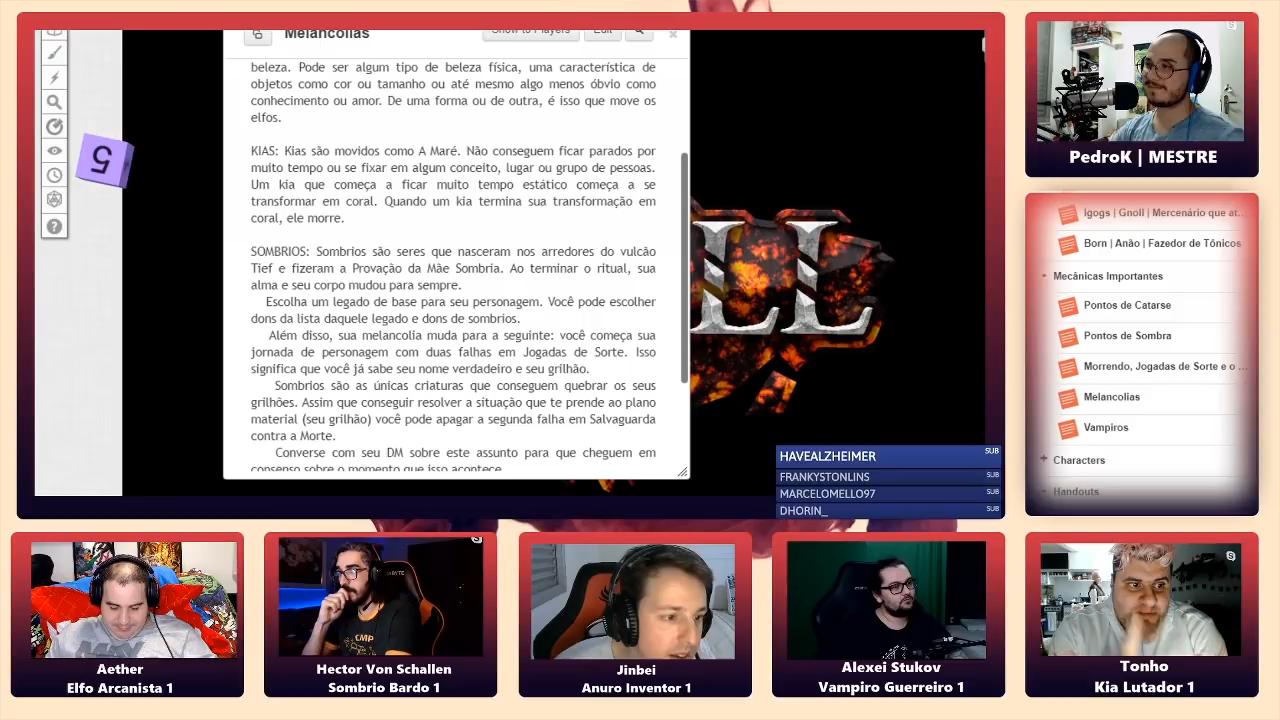 Melancolias
Show to Players
Edit
beleza. Pode ser algum tipo de beleza física, uma característica de
objetos como cor ou tamanho ou até mesmo algo menos óbvio como
conhecimento ou amor. De uma forma ou de outra, é isso que move os
elfos.
KIAS: Kias são movidos como A Maré. Não conseguem ficar parados por
muito tempo ou se fixar em algum conceito, lugar ou grupo de pessoas.
Um kia que começa a ficar muito tempo estático começa a se
transformar em coral. Quando um kia termina sua transformação em
coral, ele morre.
SOMBRIOS: Sombrios são seres que nasceram nos arredores do vulcão
Tief e fizeram a Provação da Mãe Sombria. Ao terminar o ritual, sua
alma e seu corpo mudou para sempre.
Escolha um legado de base para seu personagem. Você pode escolher
dons da lista daquele legado e dons de sombrios.
Além disso, sua melancolia muda para a seguinte: você começa sua
jornada de personagem com duas falhas em Jogadas de Sorte. Isso
significa que você já sabe seu nome verdadeiro e seu grilhão.
Sombrios são as únicas criaturas que conseguem quebrar os seus
grilhões. Assim que conseguir resolver a situação que te prende ao plano
material (seu grilhão) você pode apagar a segunda falha em Salvaguarda
contra a Morte.
Converse com seu DM sobre este assunto para que cheguem em
consenso sobre o momento que isso acontece.
5
LL
HAVEALZHEIMER SUB
FRANKYSTONLINS SUB
MARCELOMELLO97 SUB
DHORIN_ SUB
PedroK | MESTRE
Igogs | Gnoll | Mercenário que at...
Born | Anão | Fazedor de Tônicos
Mecânicas Importantes
Pontos de Catarse
Pontos de Sombra
Morrendo, Jogadas de Sorte e o ...
Melancolias
Vampiros
Characters
Handouts
Aether
Elfo Arcanista 1
CMP
Hector Von Schallen
Sombrio Bardo 1
Jinbei
Anuro Inventor 1
Alexei Stukov
Vampiro Guerreiro 1
Tonho
Kia Lutador 1